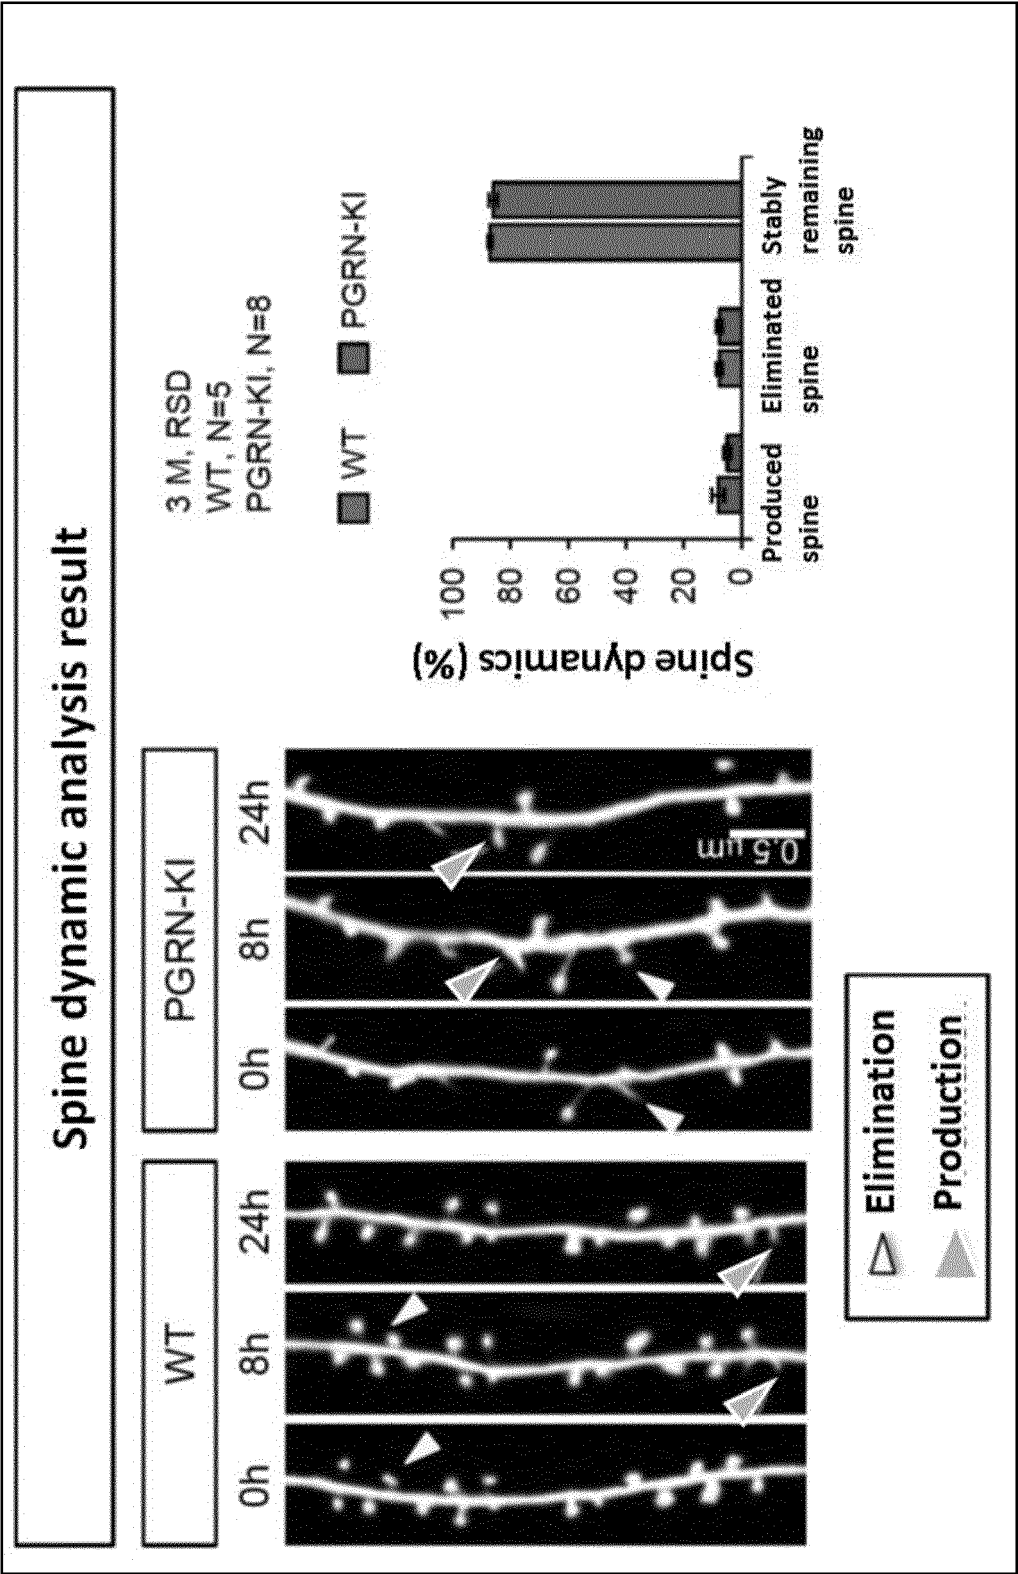 Spine dynamic analysis result
WT
PGRN-KI
0h
8h
24h
0h
8h
24h
0.5 µm
Elimination
Production
3 M, RSD
WT, N=5
PGRN-KI, N=8
WT
PGRN-KI
Spine dynamics (%)
100
80
60
40
20
0
Produced
spine
Eliminated
spine
Stably
remaining
spine